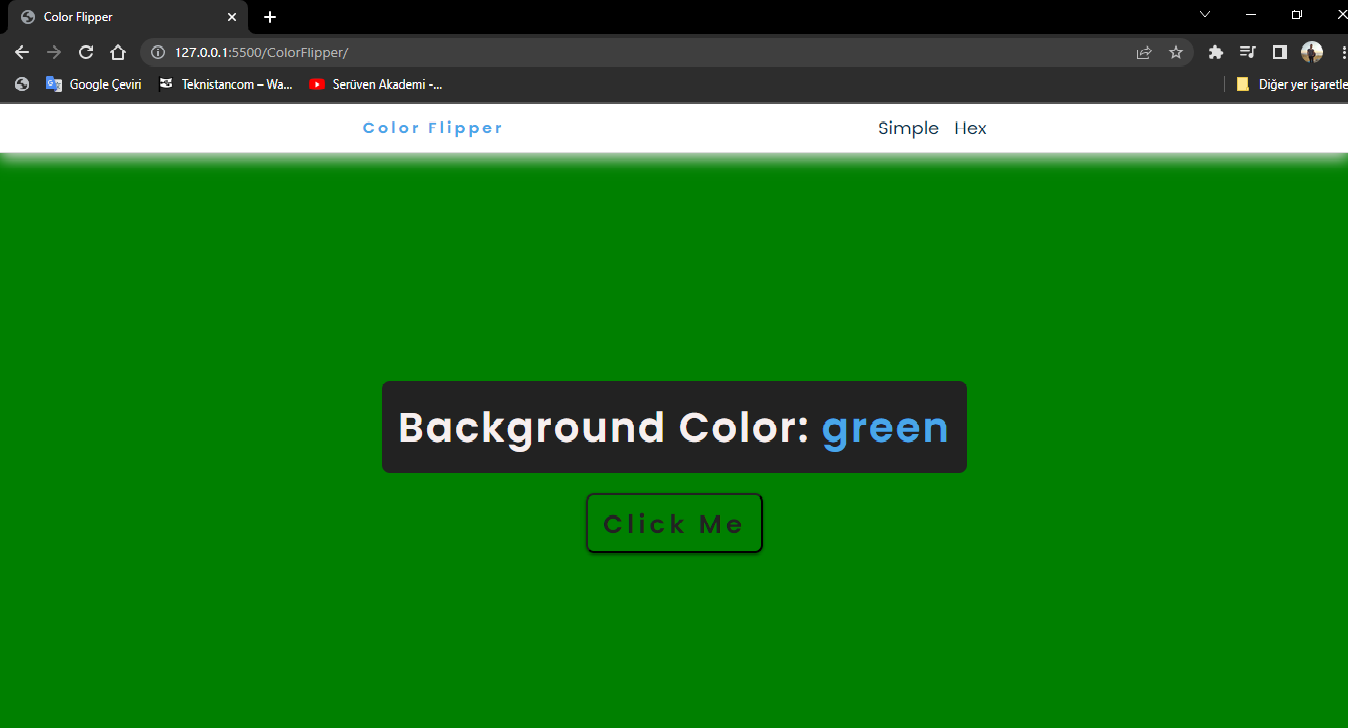 Color Flipper
127.0.0.1:5500/ColorFlipper/
Google Çeviri Teknistancom – Wa... Serüven Akademi -... Diğer yer işaretle
Color Flipper Simple Hex
Background Color: green
Click Me